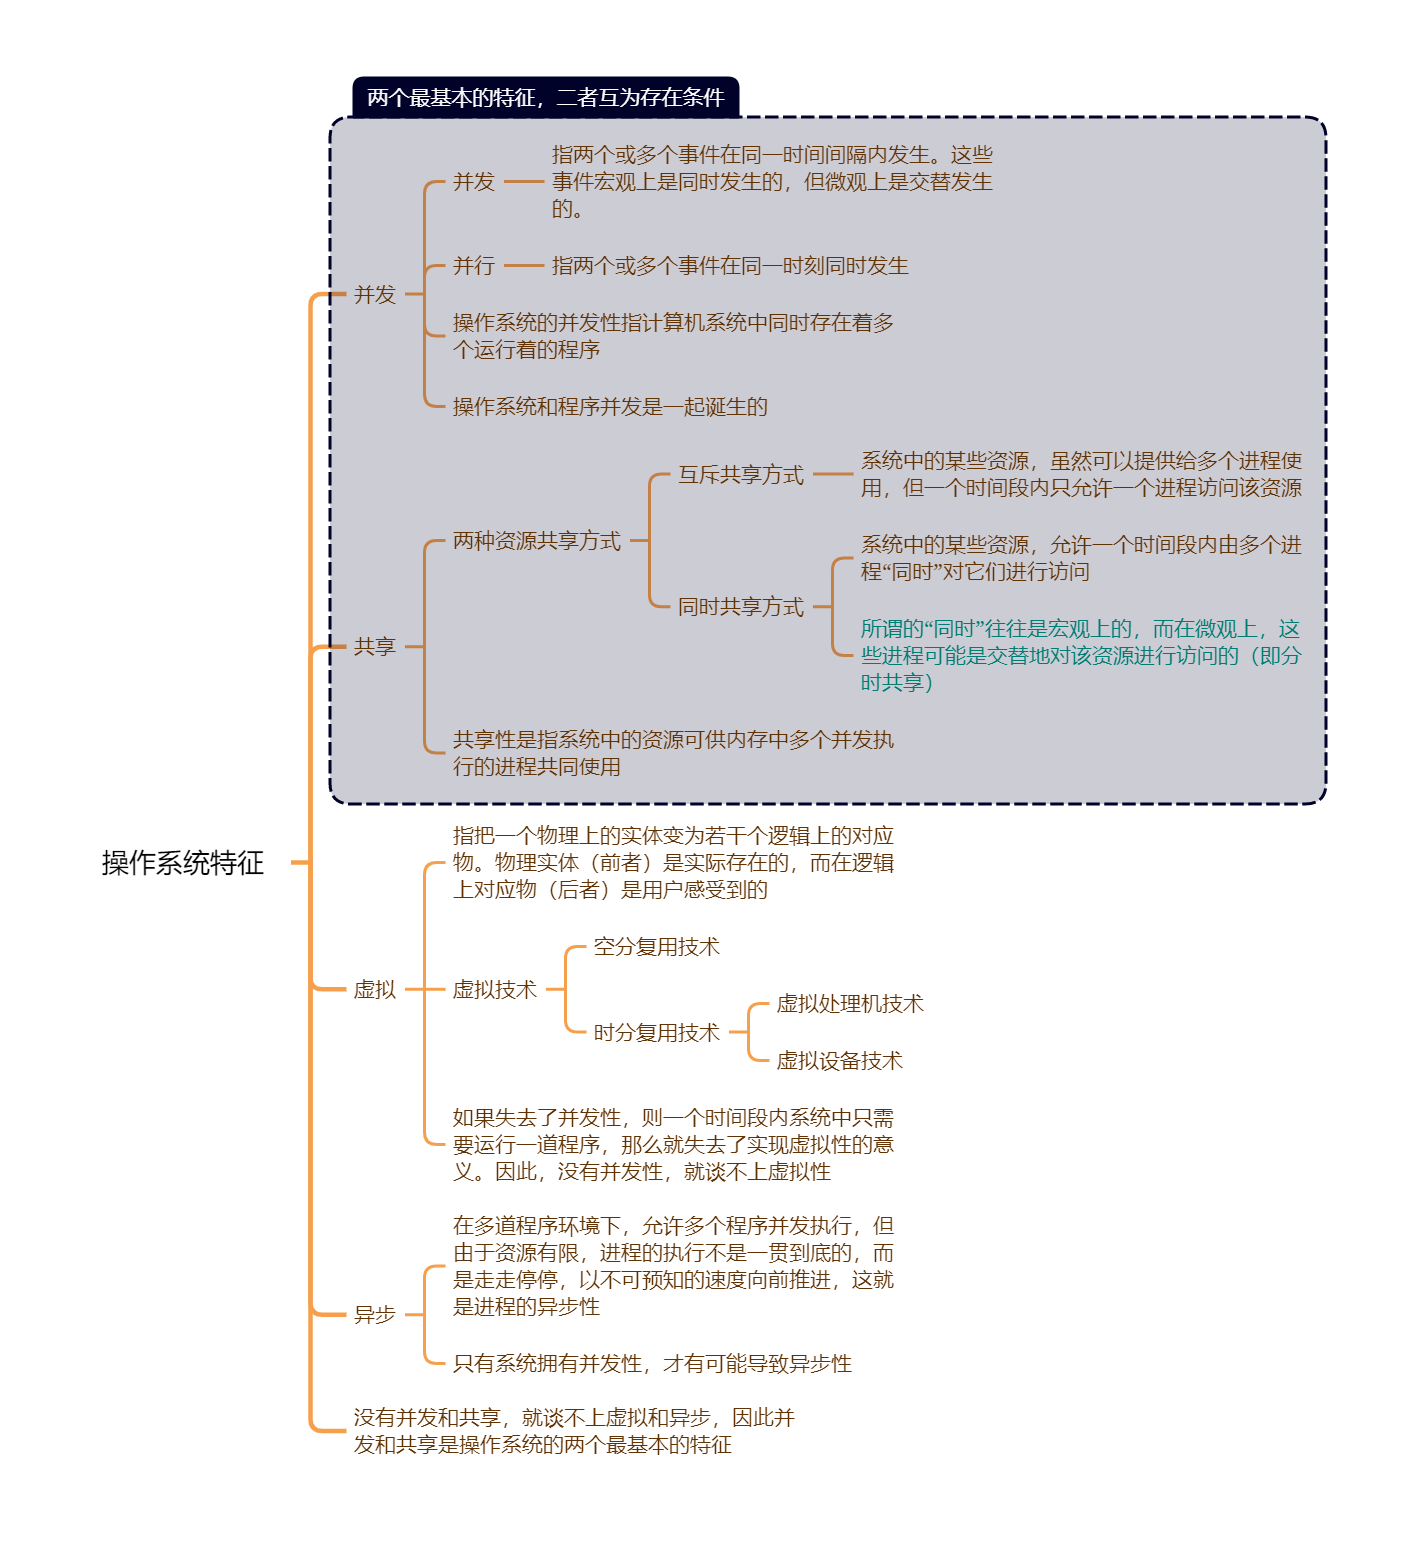 两个最基本的特征，二者互为存在条件
指两个或多个事件在同一时间间隔内发生。这些
并发
事件宏观上是同时发生的，但微观上是交替发生
的。
并行
指两个或多个事件在同一时刻同时发生
并发
操作系统的并发性指计算机系统中同时存在着多
个运行着的程序
操作系统和程序并发是一起诞生的
互斥共享方式
系统中的某些资源，虽然可以提供给多个进程使
用，但一个时间段内只允许一个进程访问该资源
两种资源共享方式
系统中的某些资源，允许一个时间段内由多个进
程“同时”对它们进行访问
同时共享方式
所谓的“同时”往往是宏观上的，而在微观上，这
些进程可能是交替地对该资源进行访问的（即分
时共享）
共享
共享性是指系统中的资源可供内存中多个并发执
行的进程共同使用
操作系统特征
指把一个物理上的实体变为若干个逻辑上的对应
物。物理实体（前者）是实际存在的，而在逻辑
上对应物（后者）是用户感受到的
虚拟
虚拟技术
空分复用技术
时分复用技术
虚拟处理机技术
虚拟设备技术
如果失去了并发性，则一个时间段内系统中只需
要运行一道程序，那么就失去了实现虚拟性的意
义。因此，没有并发性，就谈不上虚拟性
在多道程序环境下，允许多个程序并发执行，但
由于资源有限，进程的执行不是一贯到底的，而
是走走停停，以不可预知的速度向前推进，这就
是进程的异步性
异步
只有系统拥有并发性，才有可能导致异步性
没有并发和共享，就谈不上虚拟和异步，因此并
发和共享是操作系统的两个最基本的特征